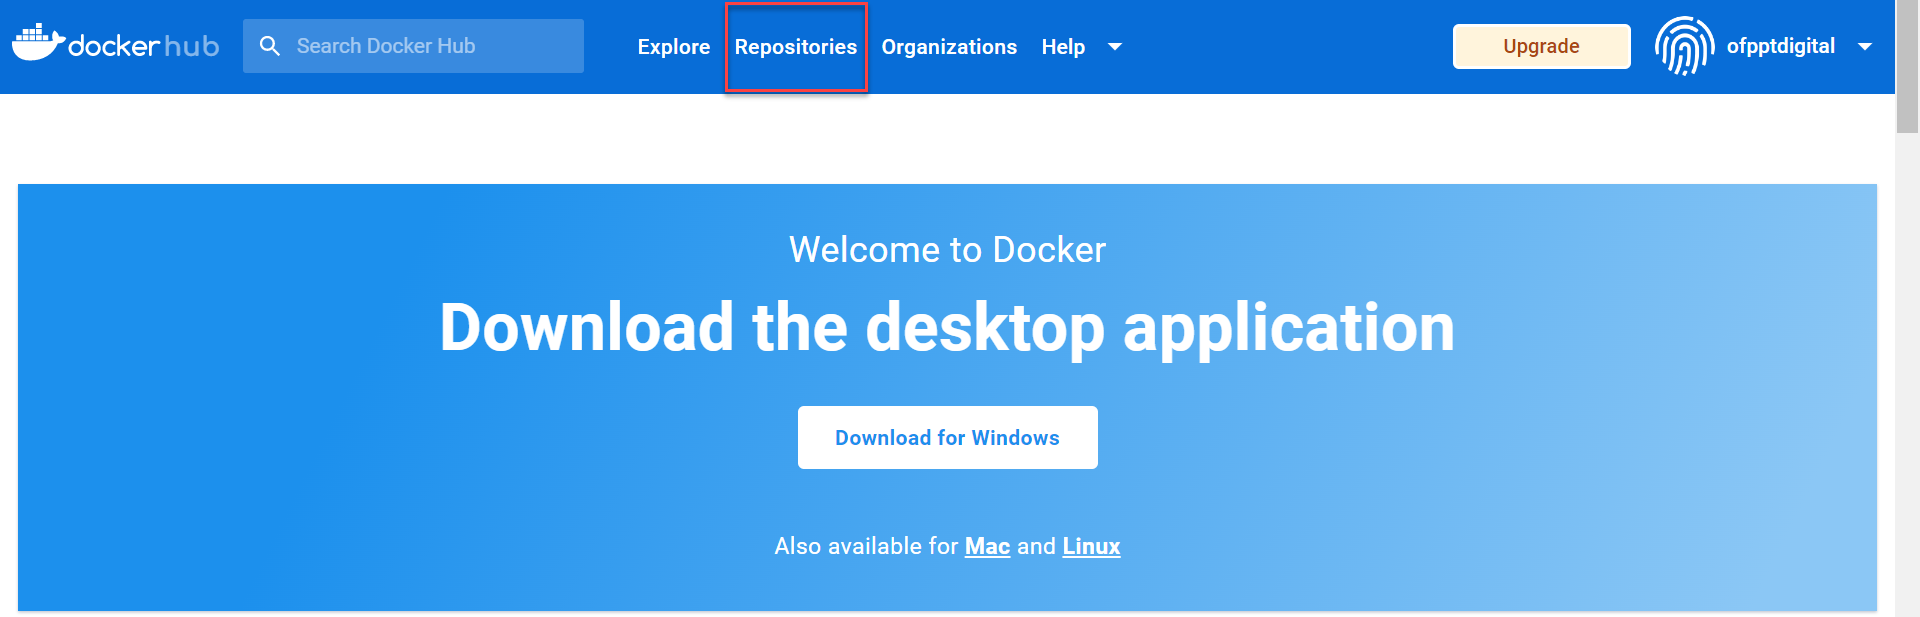 docker hub
Search Docker Hub
Explore
Repositories
Organizations
Help
Upgrade
ofpptdigital
Welcome to Docker
Download the desktop application
Download for Windows
Also available for Mac and Linux